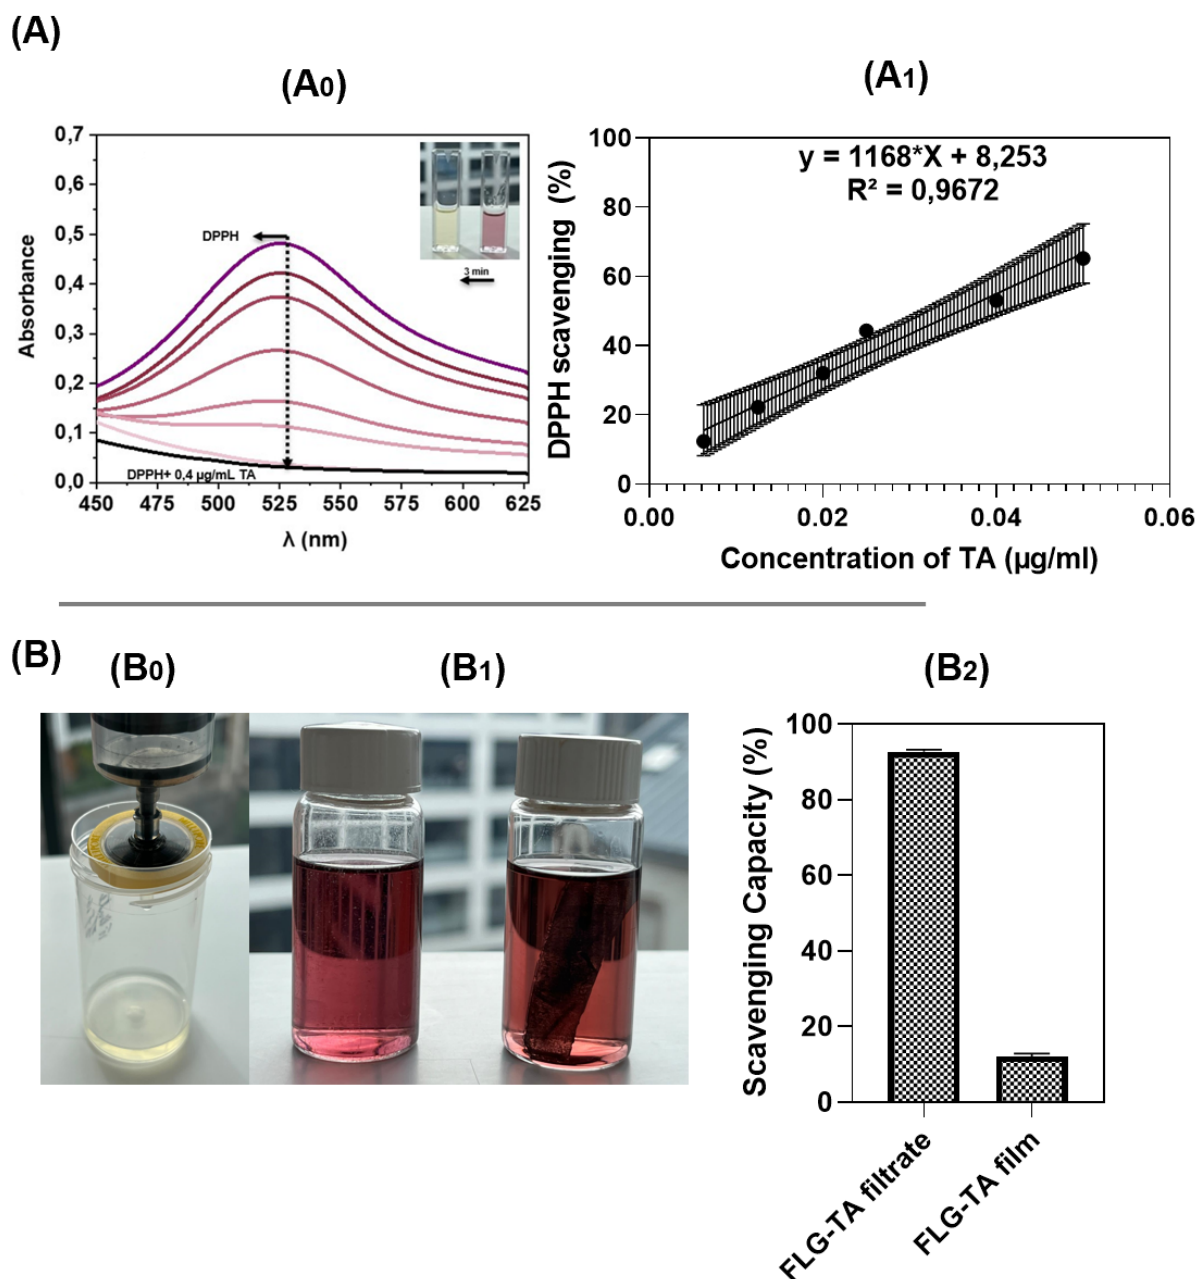 (A)
(A0)
(A1)
0,7
0,6
0,5
0,4
0,3
0,2
0,1
0,0
Absorbance
DPPH
3 min
DPPH+ 0,4 µg/mL TA
450 475 500 525 550 575 600 625
λ (nm)
100
80
60
40
20
0
DPPH scavenging (%)
y = 1168*X + 8,253
R² = 0,9672
0.00 0.02 0.04 0.06
Concentration of TA (µg/ml)
(B)
(B0)
(B1)
(B2)
100
80
60
40
20
0
Scavenging Capacity (%)
FLG-TA filtrate
FLG-TA film